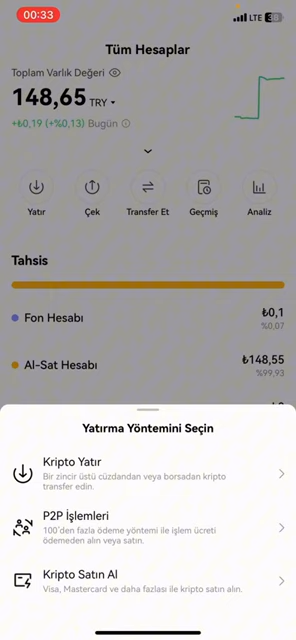 00:33
LTE
Tüm Hesaplar
Toplam Varlık Değeri
148,65 TRY
+₺0,19 (+%0,13) Bugün
Yatır Çek Transfer Et Geçmiş Analiz
Tahsis
Fon Hesabı ₺0,1
%0,07
Al-Sat Hesabı ₺148,55
%99,93
Yatırma Yöntemini Seçin
Kripto Yatır
Bir zincir üstü cüzdandan veya borsadan kripto
transfer edin.
P2P İşlemleri
100'den fazla ödeme yöntemi ile işlem ücreti
ödemeden alın veya satın.
Kripto Satın Al
Visa, Mastercard ve daha fazlası ile kripto satın alın.